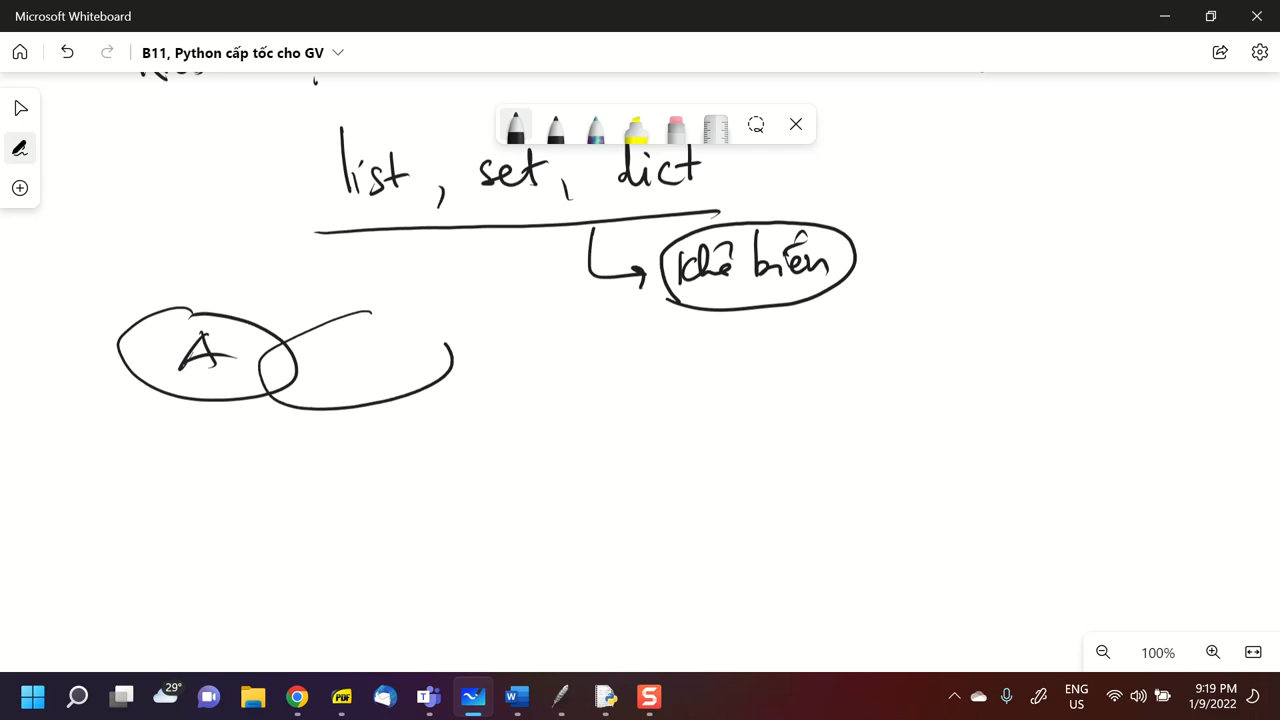 Microsoft Whiteboard
B11, Python cấp tốc cho GV
list, set, dict
khả biến
A
100%
29°
PDF
S
ENG
US
9:19 PM
1/9/2022